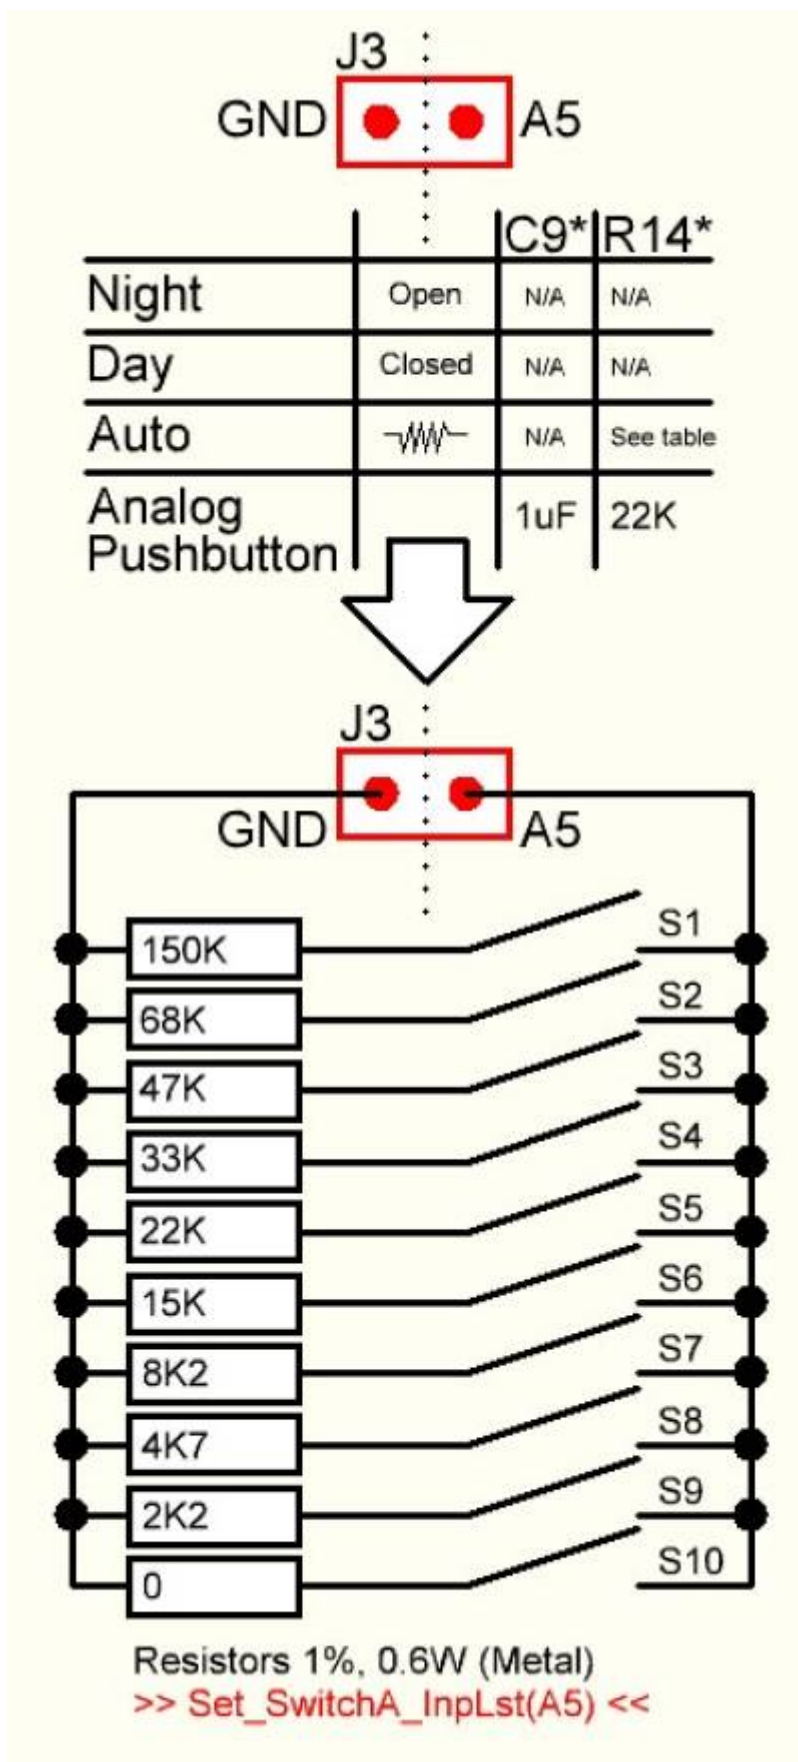 J3
GND A5
C9* R14*
Night Open N/A N/A
Day Closed N/A N/A
Auto N/A See table
Analog
Pushbutton 1uF 22K
J3
GND A5
150K S1
68K S2
47K S3
33K S4
22K S5
15K S6
8K2 S7
4K7 S8
2K2 S9
0 S10
Resistors 1%, 0.6W (Metal)
>> Set_SwitchA_InpLst(A5) <<